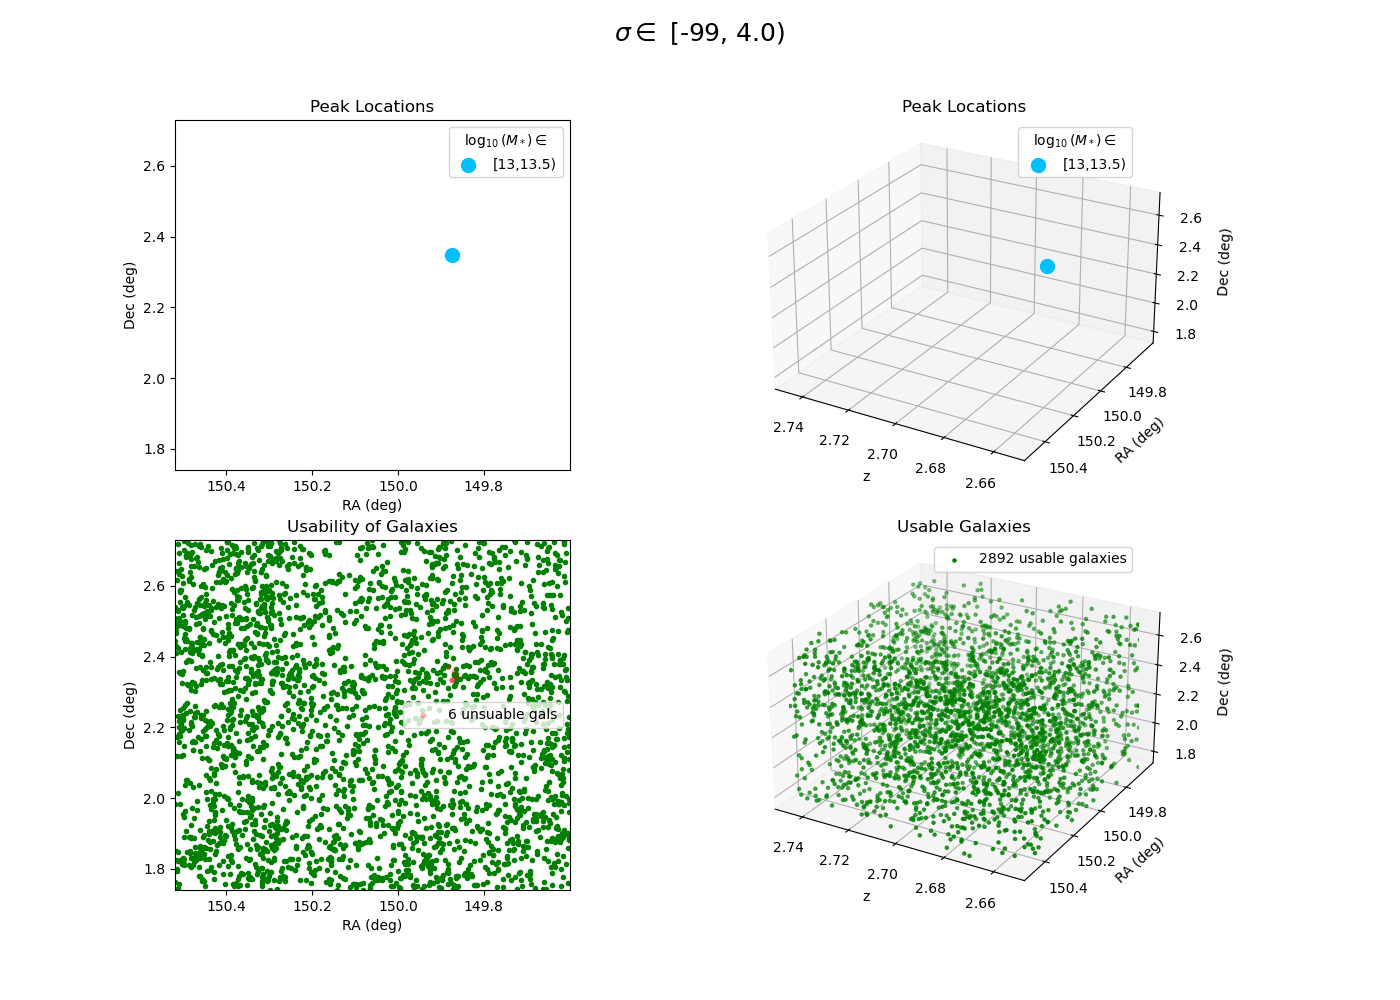 σ ∈ [-99, 4.0)
Peak Locations
log₁₀(M*) ∈
[13,13.5)
2.6
2.4
2.2
2.0
1.8
Dec (deg)
150.4 150.2 150.0 149.8
RA (deg)
Peak Locations
log₁₀(M*) ∈
[13,13.5)
2.6
2.4
2.2
2.0
1.8
Dec (deg)
149.8
150.0
150.2
150.4
RA (deg)
2.74
2.72
2.70
2.68
2.66
z
Usability of Galaxies
6 unsuable gals
2.6
2.4
2.2
2.0
1.8
Dec (deg)
150.4 150.2 150.0 149.8
RA (deg)
Usable Galaxies
2892 usable galaxies
2.6
2.4
2.2
2.0
1.8
Dec (deg)
149.8
150.0
150.2
150.4
RA (deg)
2.74
2.72
2.70
2.68
2.66
z